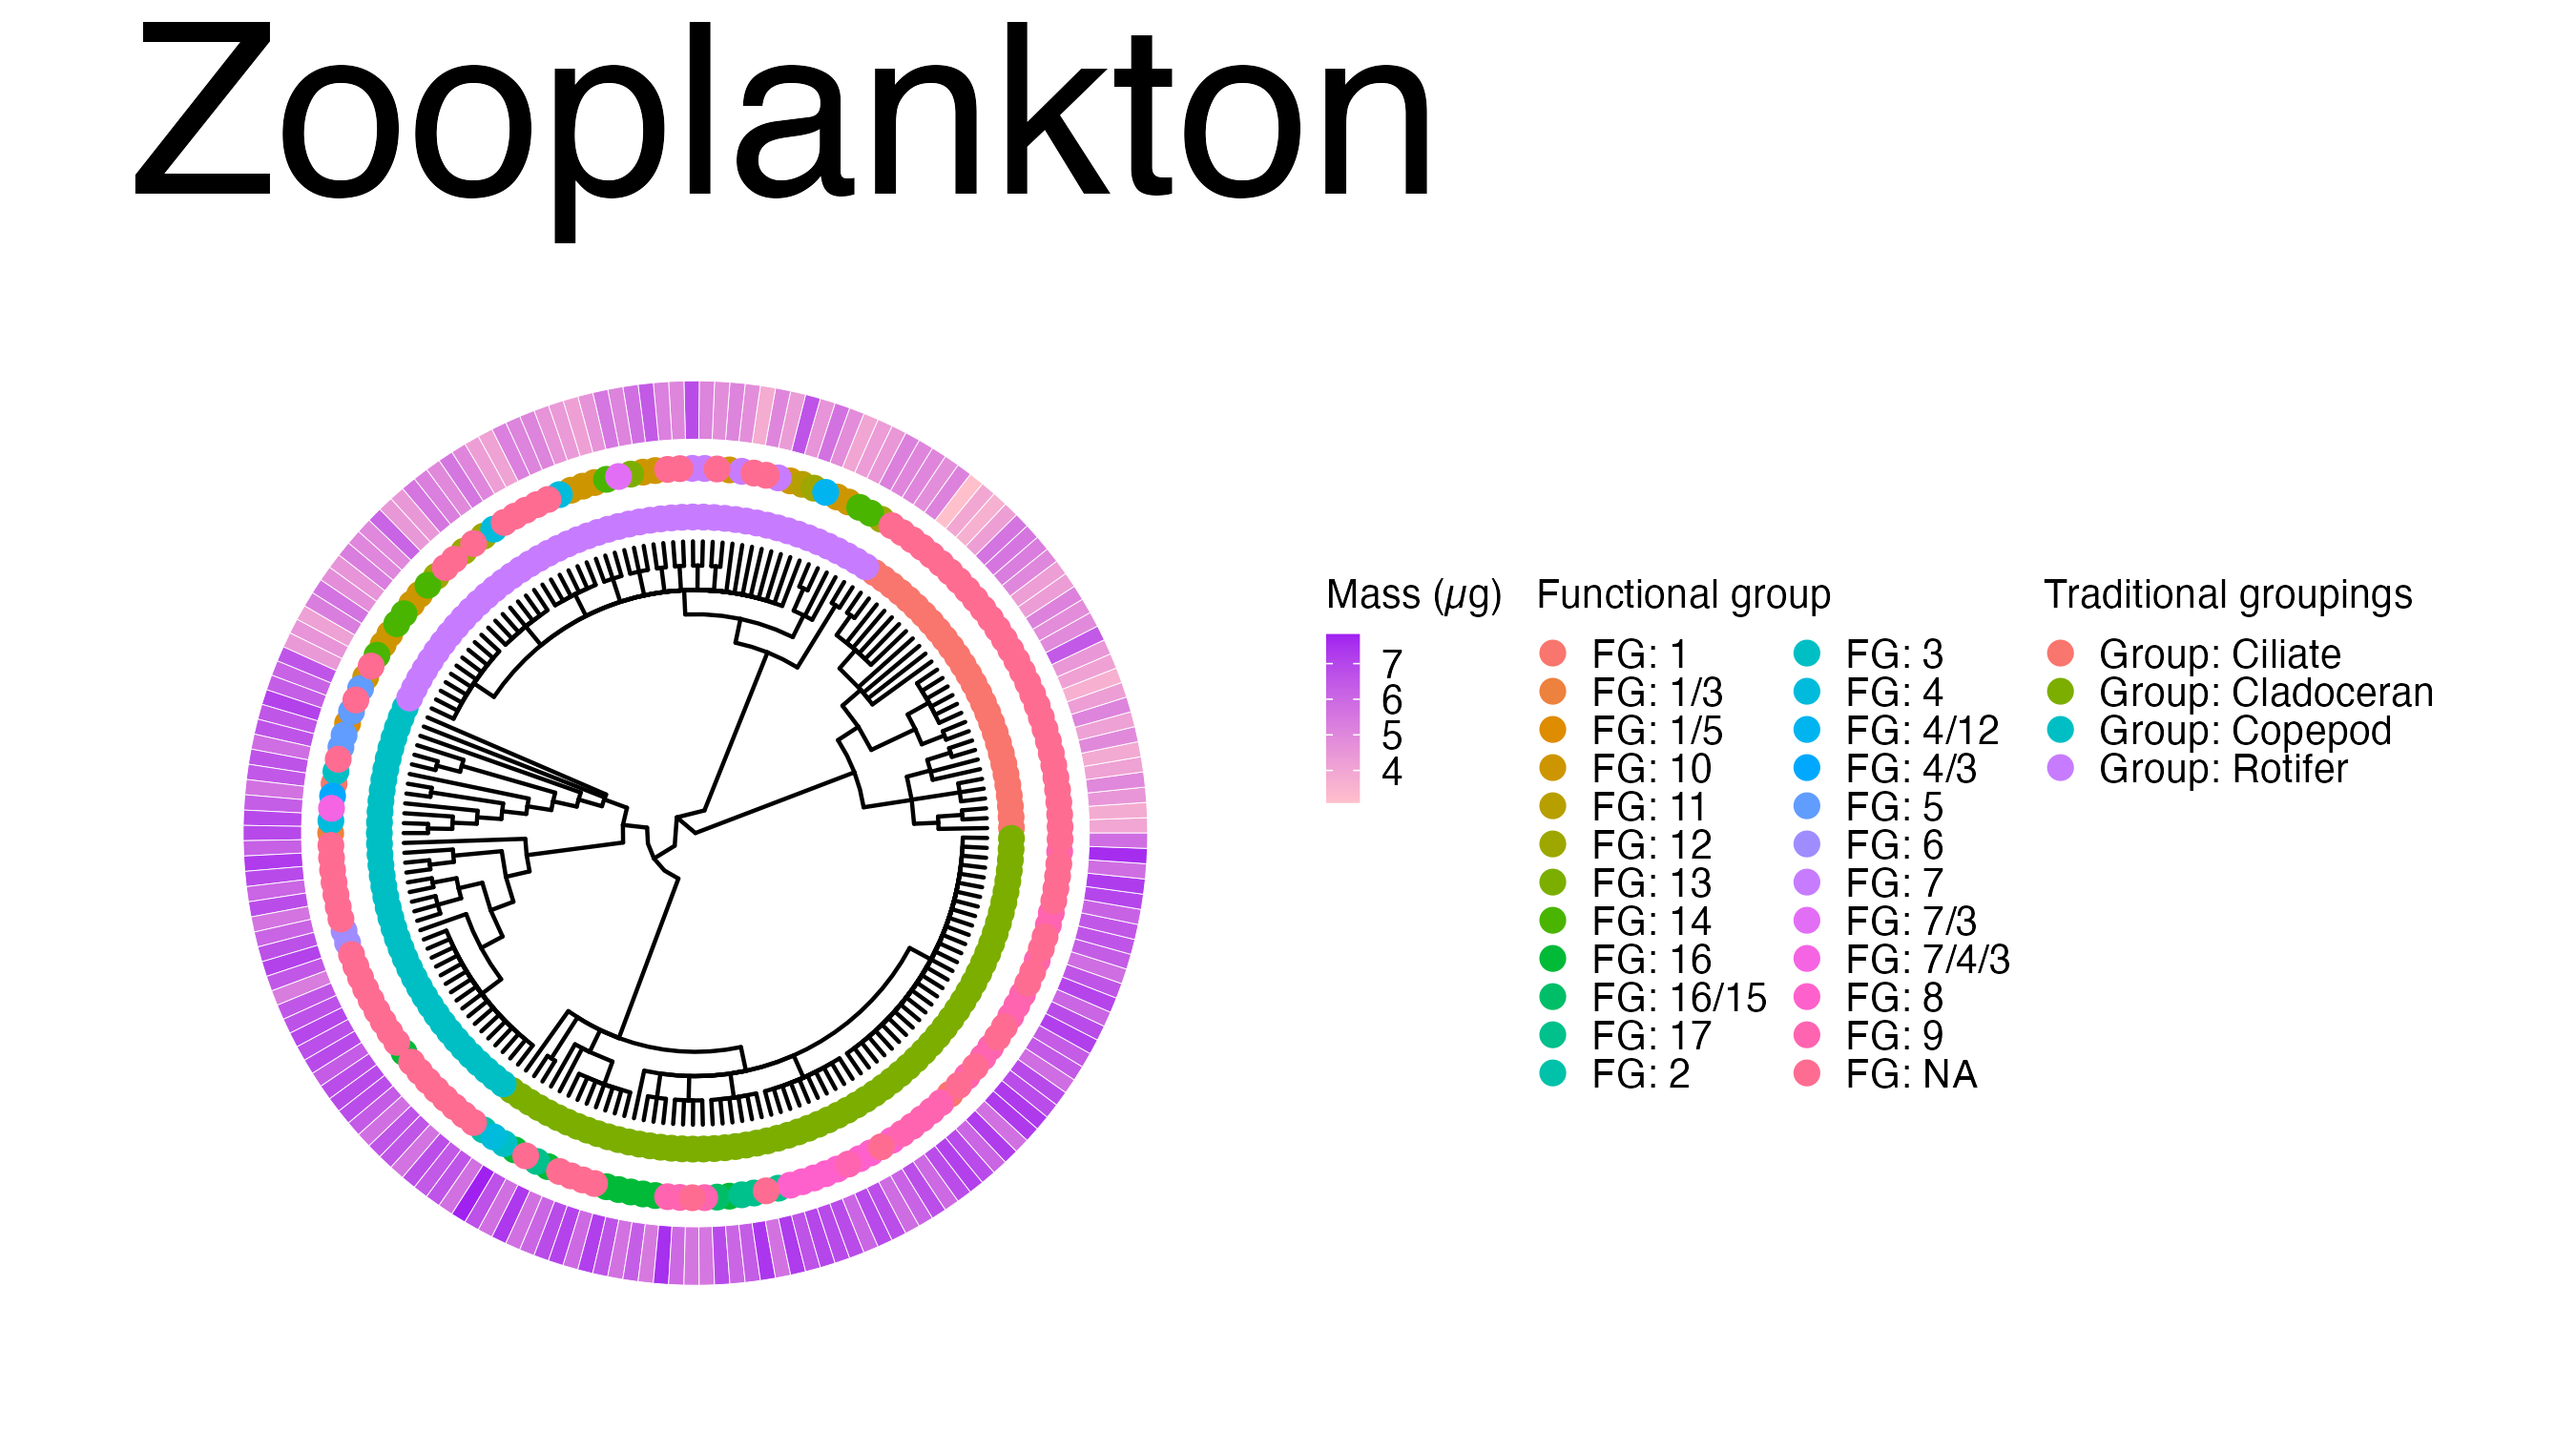 Zooplankton
Mass (µg)
7
6
5
4
Functional group
FG: 1
FG: 1/3
FG: 1/5
FG: 10
FG: 11
FG: 12
FG: 13
FG: 14
FG: 16
FG: 16/15
FG: 17
FG: 2
FG: 3
FG: 4
FG: 4/12
FG: 4/3
FG: 5
FG: 6
FG: 7
FG: 7/3
FG: 7/4/3
FG: 8
FG: 9
FG: NA
Traditional groupings
Group: Ciliate
Group: Cladoceran
Group: Copepod
Group: Rotifer